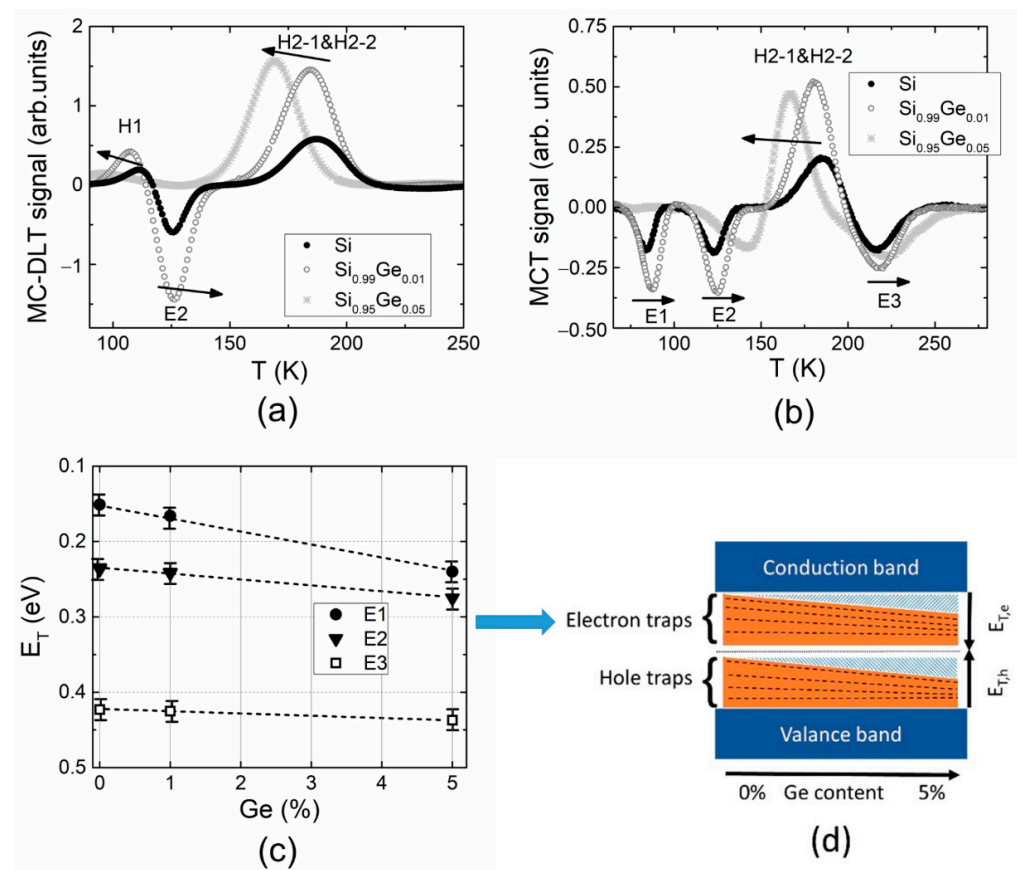 MC-DLT signal (arb.units)
2
1
0
−1
H1
H2-1&H2-2
E2
Si
Si0.99Ge0.01
Si0.95Ge0.05
100 150 200 250
T (K)
(a)
MCT signal (arb. units)
0.50
0.25
0.00
-0.25
-0.50
H2-1&H2-2
Si
Si0.99Ge0.01
Si0.95Ge0.05
E1 E2 E3
100 150 200 250
T (K)
(b)
ET (eV)
0.1
0.2
0.3
0.4
0.5
E1
E2
E3
0 1 2 3 4 5
Ge (%)
(c)
Conduction band
Electron traps
Hole traps
ET,e
ET,h
Valance band
0% Ge content 5%
(d)